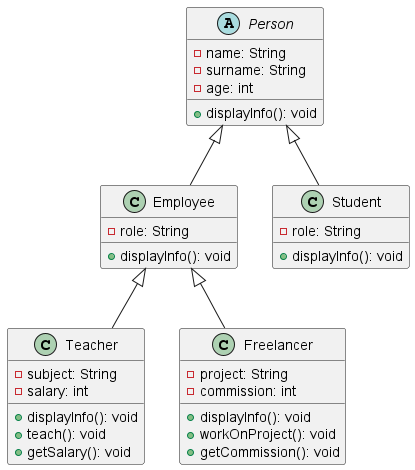 A Person
name: String
surname: String
age: int
displayInfo(): void
C Employee
role: String
displayInfo(): void
C Student
role: String
displayInfo(): void
C Teacher
subject: String
salary: int
displayInfo(): void
teach(): void
getSalary(): void
C Freelancer
project: String
commission: int
displayInfo(): void
workOnProject(): void
getCommission(): void